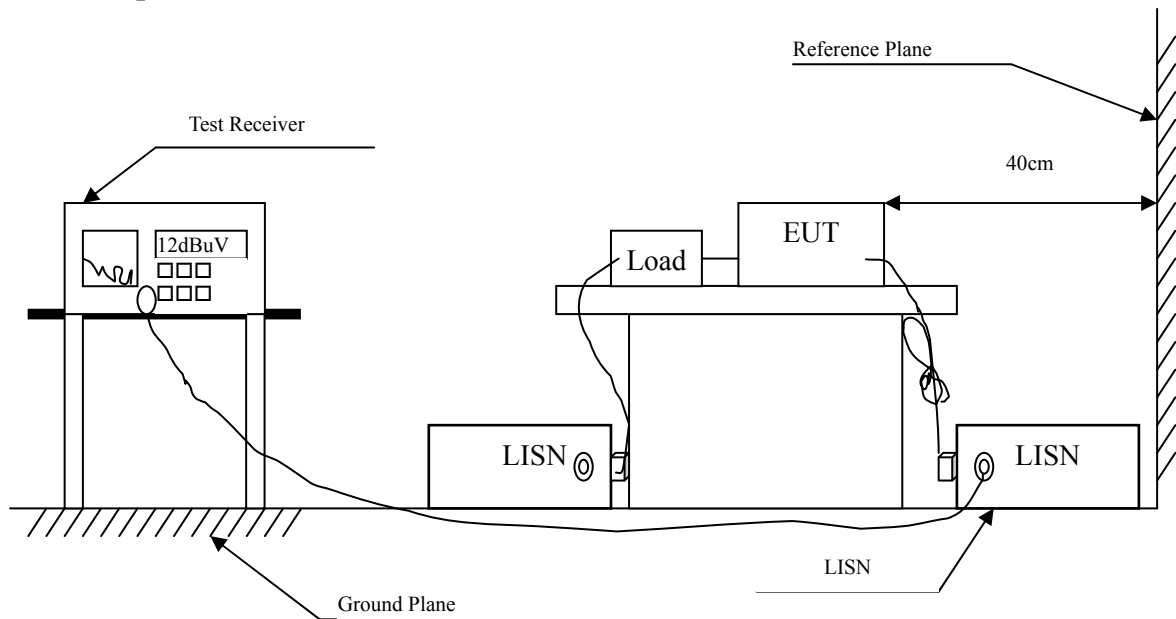 Reference Plane
Test Receiver
40cm
12dBuV
EUT
Load
LISN
LISN
LISN
Ground Plane